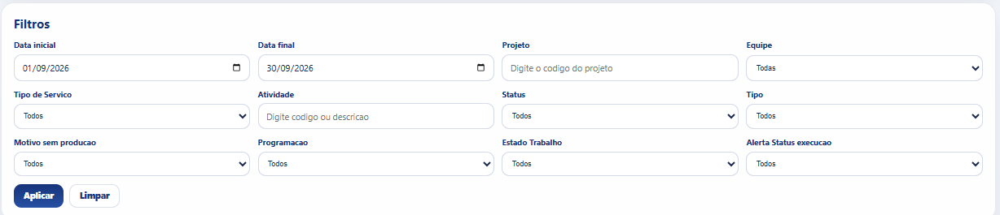 Filtros
Data inicial Data final Projeto Equipe
01/09/2026 30/09/2026 Digite o codigo do projeto Todas
Tipo de Servico Atividade Status Tipo
Todos Digite codigo ou descricao Todos Todos
Motivo sem producao Programacao Estado Trabalho Alerta Status execucao
Todos Todos Todos Todos
Aplicar Limpar